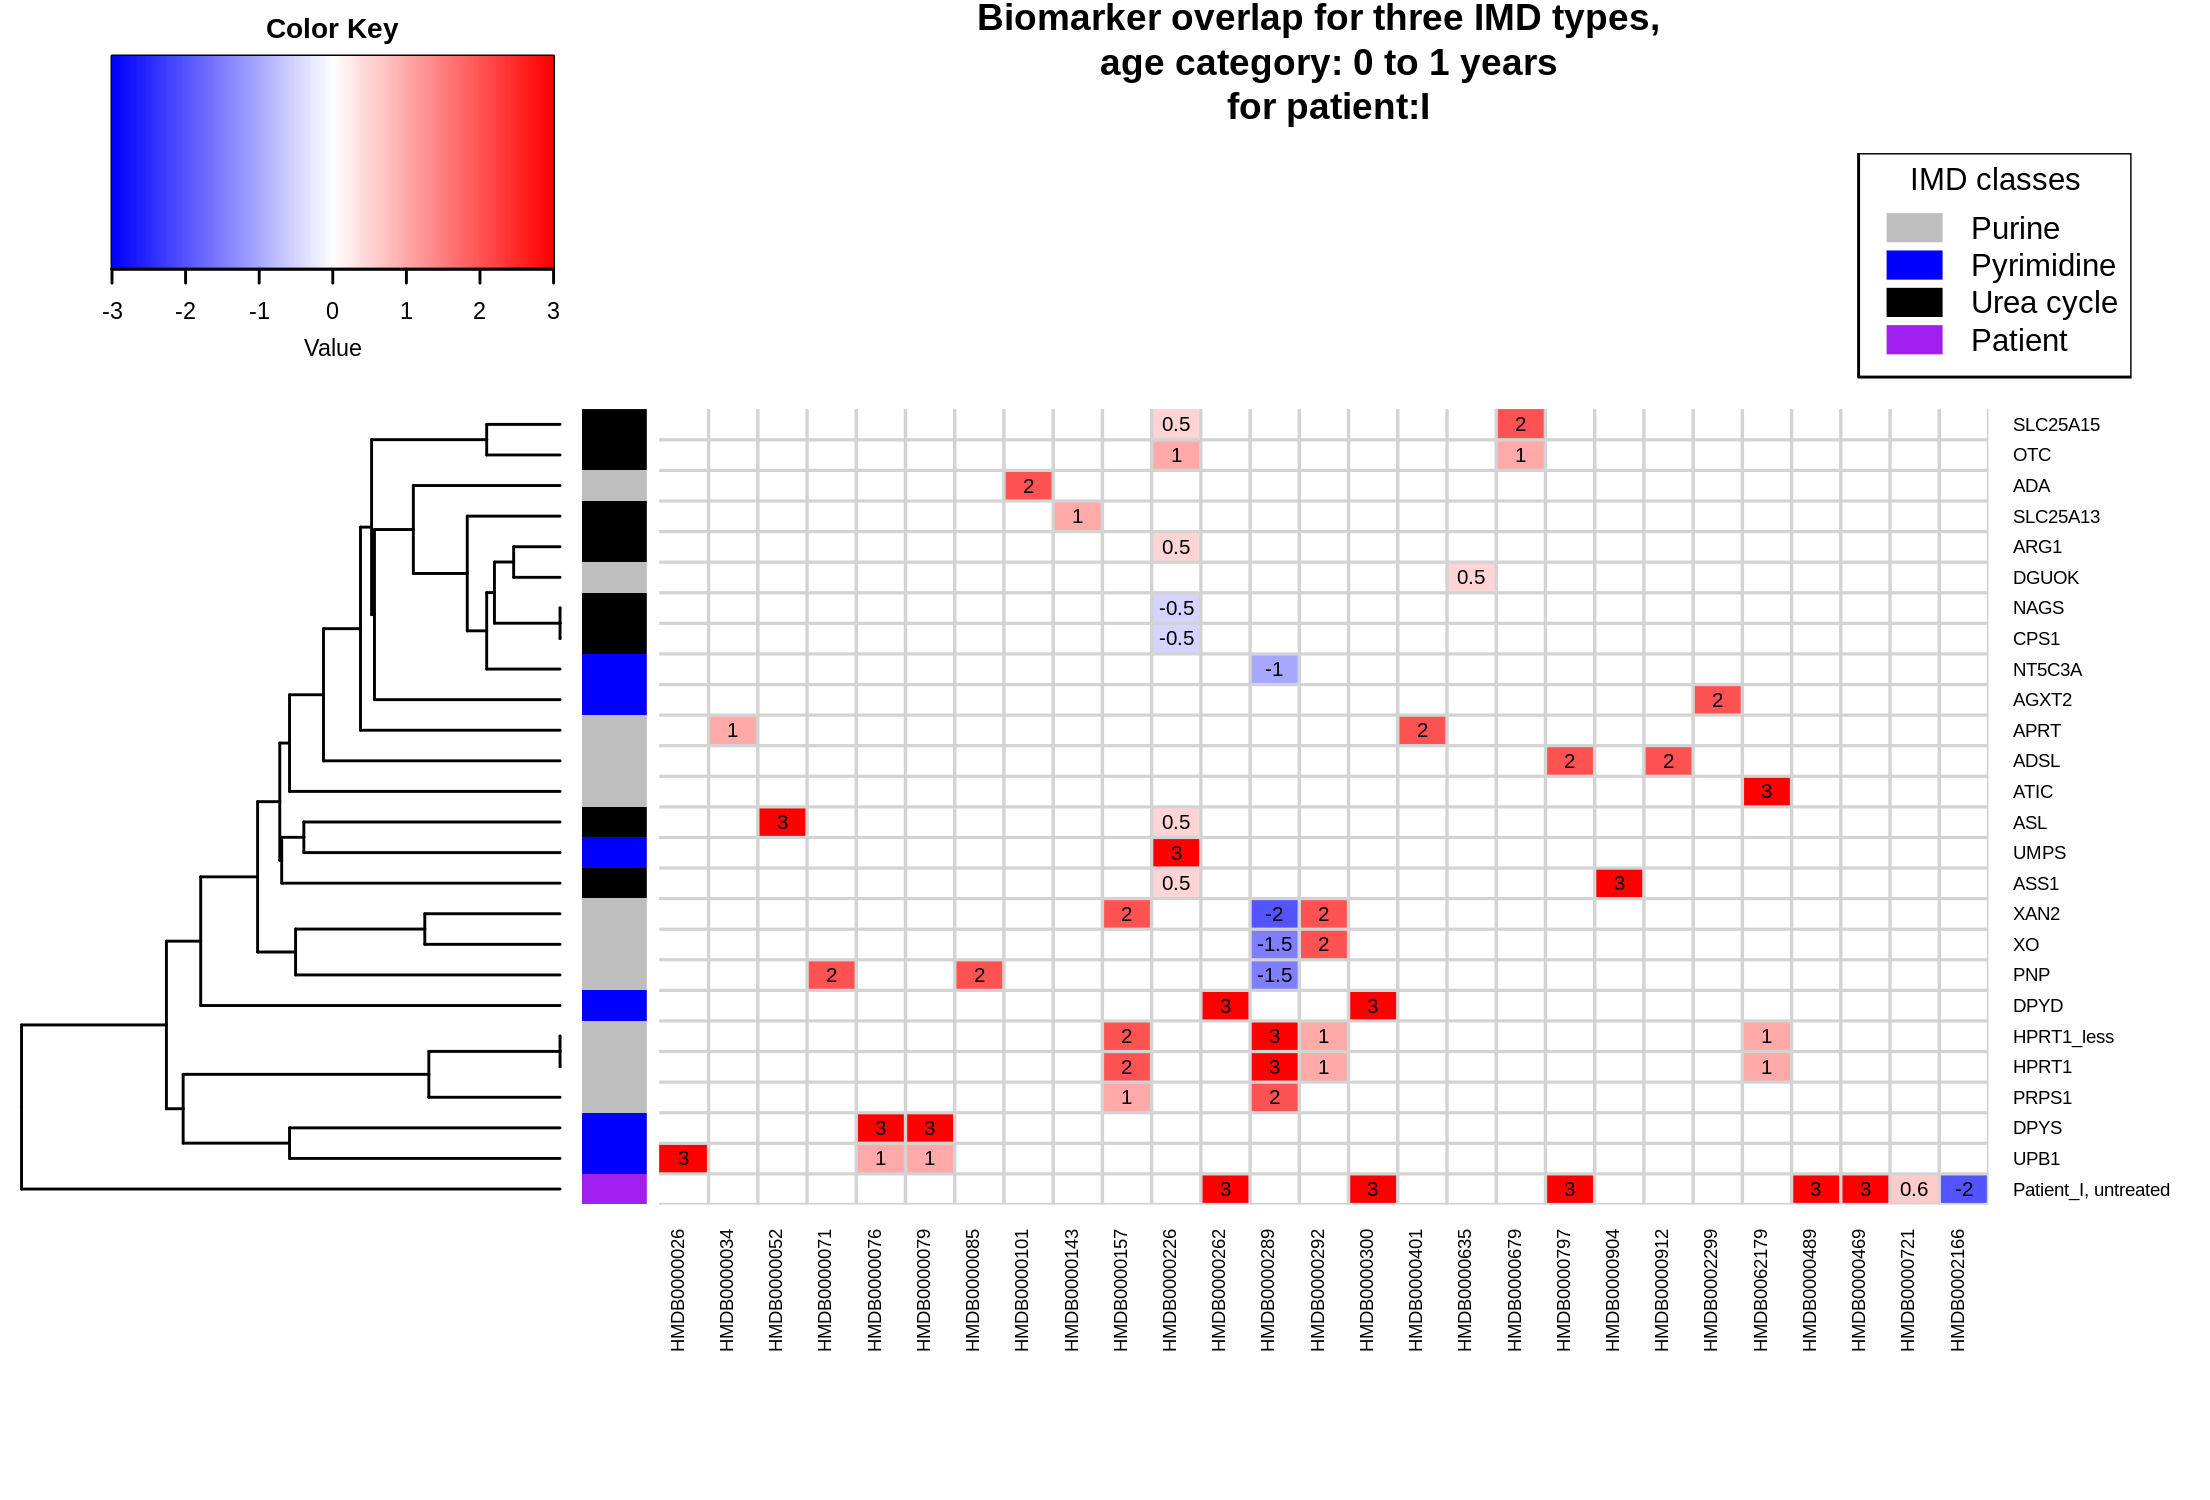 Color Key
-3 -2 -1 0 1 2 3
Value
Biomarker overlap for three IMD types,
age category: 0 to 1 years
for patient:I
IMD classes
Purine
Pyrimidine
Urea cycle
Patient
0.5 2 SLC25A15
1 1 OTC
2 ADA
1 SLC25A13
0.5 ARG1
0.5 DGUOK
-0.5 NAGS
-0.5 CPS1
-1 NT5C3A
2 AGXT2
1 2 APRT
2 2 ADSL
3 ATIC
3 0.5 ASL
3 UMPS
0.5 3 ASS1
2 -2 2 XAN2
-1.5 2 XO
2 2 -1.5 PNP
3 3 DPYD
2 3 1 1 HPRT1_less
2 3 1 1 HPRT1
1 2 PRPS1
3 3 DPYS
3 1 1 UPB1
3 3 3 3 3 0.6 -2 Patient_I, untreated
HMDB0000026
HMDB0000034
HMDB0000052
HMDB0000071
HMDB0000076
HMDB0000079
HMDB0000085
HMDB0000101
HMDB0000143
HMDB0000157
HMDB0000226
HMDB0000262
HMDB0000289
HMDB0000292
HMDB0000300
HMDB0000401
HMDB0000635
HMDB0000679
HMDB0000797
HMDB0000904
HMDB0000912
HMDB0002299
HMDB0062179
HMDB0000489
HMDB0000469
HMDB0000721
HMDB0002166